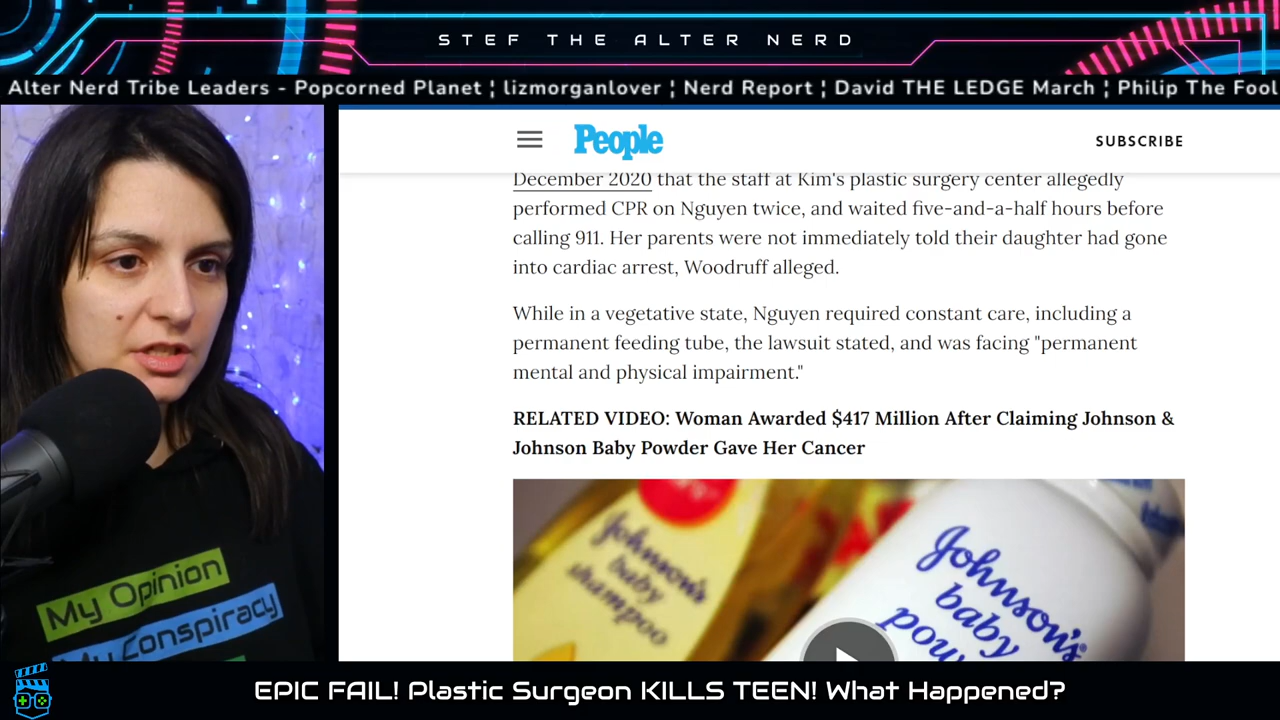 STEF THE ALTER NERD
Alter Nerd Tribe Leaders - Popcorned Planet ¦ lizmorganlover ¦ Nerd Report ¦ David THE LEDGE March ¦ Philip The Fool
People
SUBSCRIBE
December 2020 that the staff at Kim's plastic surgery center allegedly
performed CPR on Nguyen twice, and waited five-and-a-half hours before
calling 911. Her parents were not immediately told their daughter had gone
into cardiac arrest, Woodruff alleged.
While in a vegetative state, Nguyen required constant care, including a
permanent feeding tube, the lawsuit stated, and was facing "permanent
mental and physical impairment."
RELATED VIDEO: Woman Awarded $417 Million After Claiming Johnson &
Johnson Baby Powder Gave Her Cancer
Johnson's
baby
shampoo
Johnson's
baby
My Opinion
My Conspiracy
EPIC FAIL! Plastic Surgeon KILLS TEEN! What Happened?